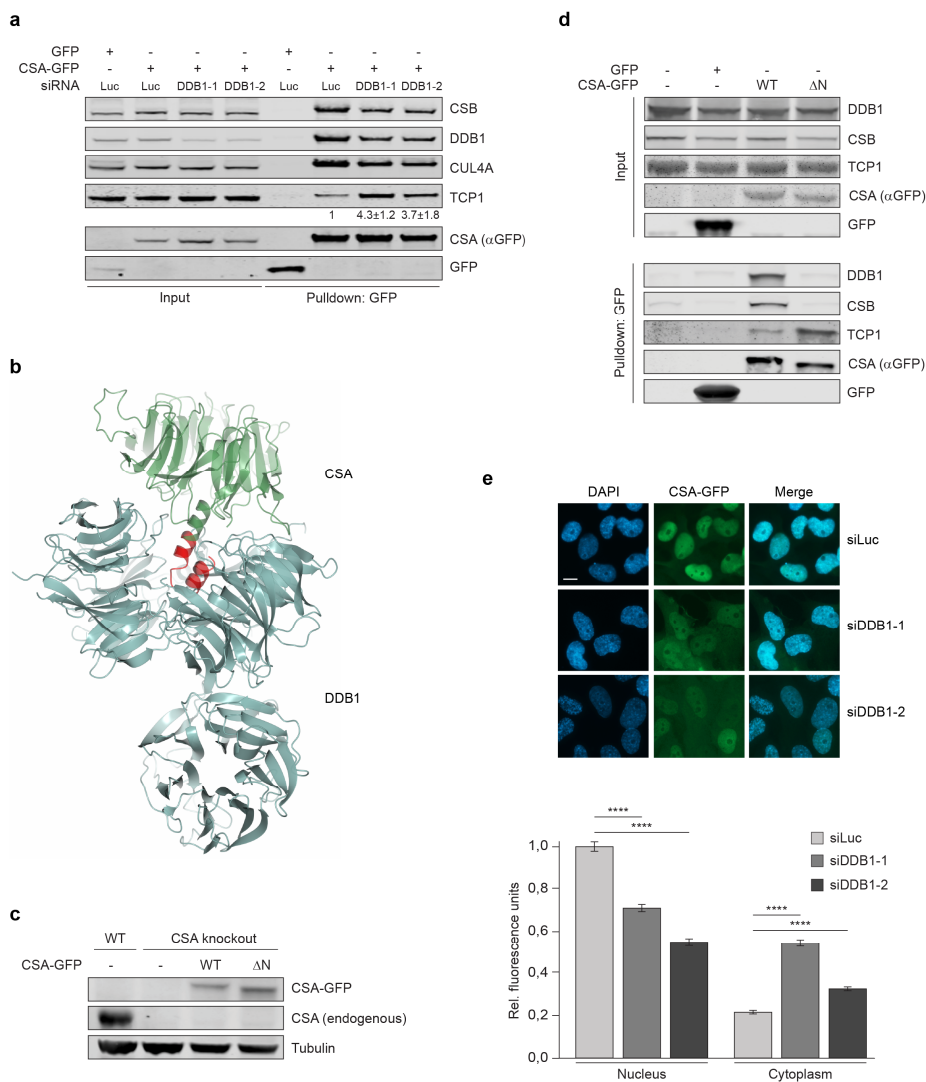 a
GFP + - - - + - - -
CSA-GFP - + + + - + + +
siRNA Luc Luc DDB1-1 DDB1-2 Luc Luc DDB1-1 DDB1-2
CSB
DDB1
CUL4A
TCP1
1 4.3±1.2 3.7±1.8
CSA (αGFP)
GFP
Input Pulldown: GFP
b
CSA
DDB1
c
WT CSA knockout
CSA-GFP - - WT ΔN
CSA-GFP
CSA (endogenous)
Tubulin
d
GFP - + - -
CSA-GFP - - WT ΔN
Input
DDB1
CSB
TCP1
CSA (αGFP)
GFP
Pulldown: GFP
DDB1
CSB
TCP1
CSA (αGFP)
GFP
e
DAPI CSA-GFP Merge
siLuc
siDDB1-1
siDDB1-2
Rel. fluorescence units
1,0
0,8
0,6
0,4
0,2
0,0
****
****
****
****
siLuc
siDDB1-1
siDDB1-2
Nucleus Cytoplasm